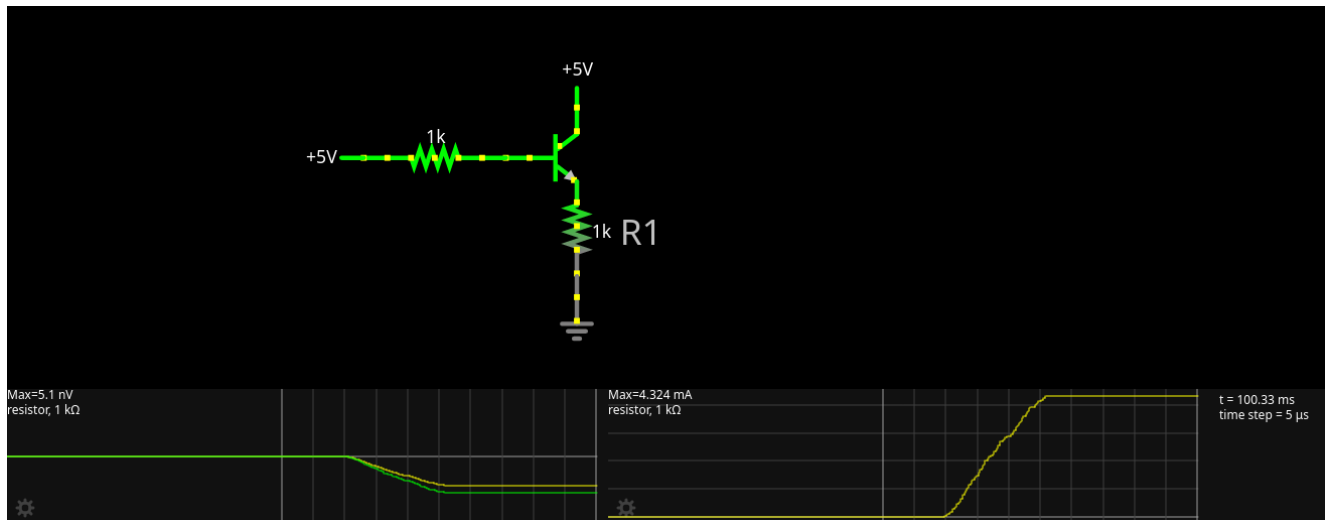 +5V
1k
+5V
1k R1
Max=5.1 nV
resistor, 1 kΩ
Max=4.324 mA
resistor, 1 kΩ
t = 100.33 ms
time step = 5 µs